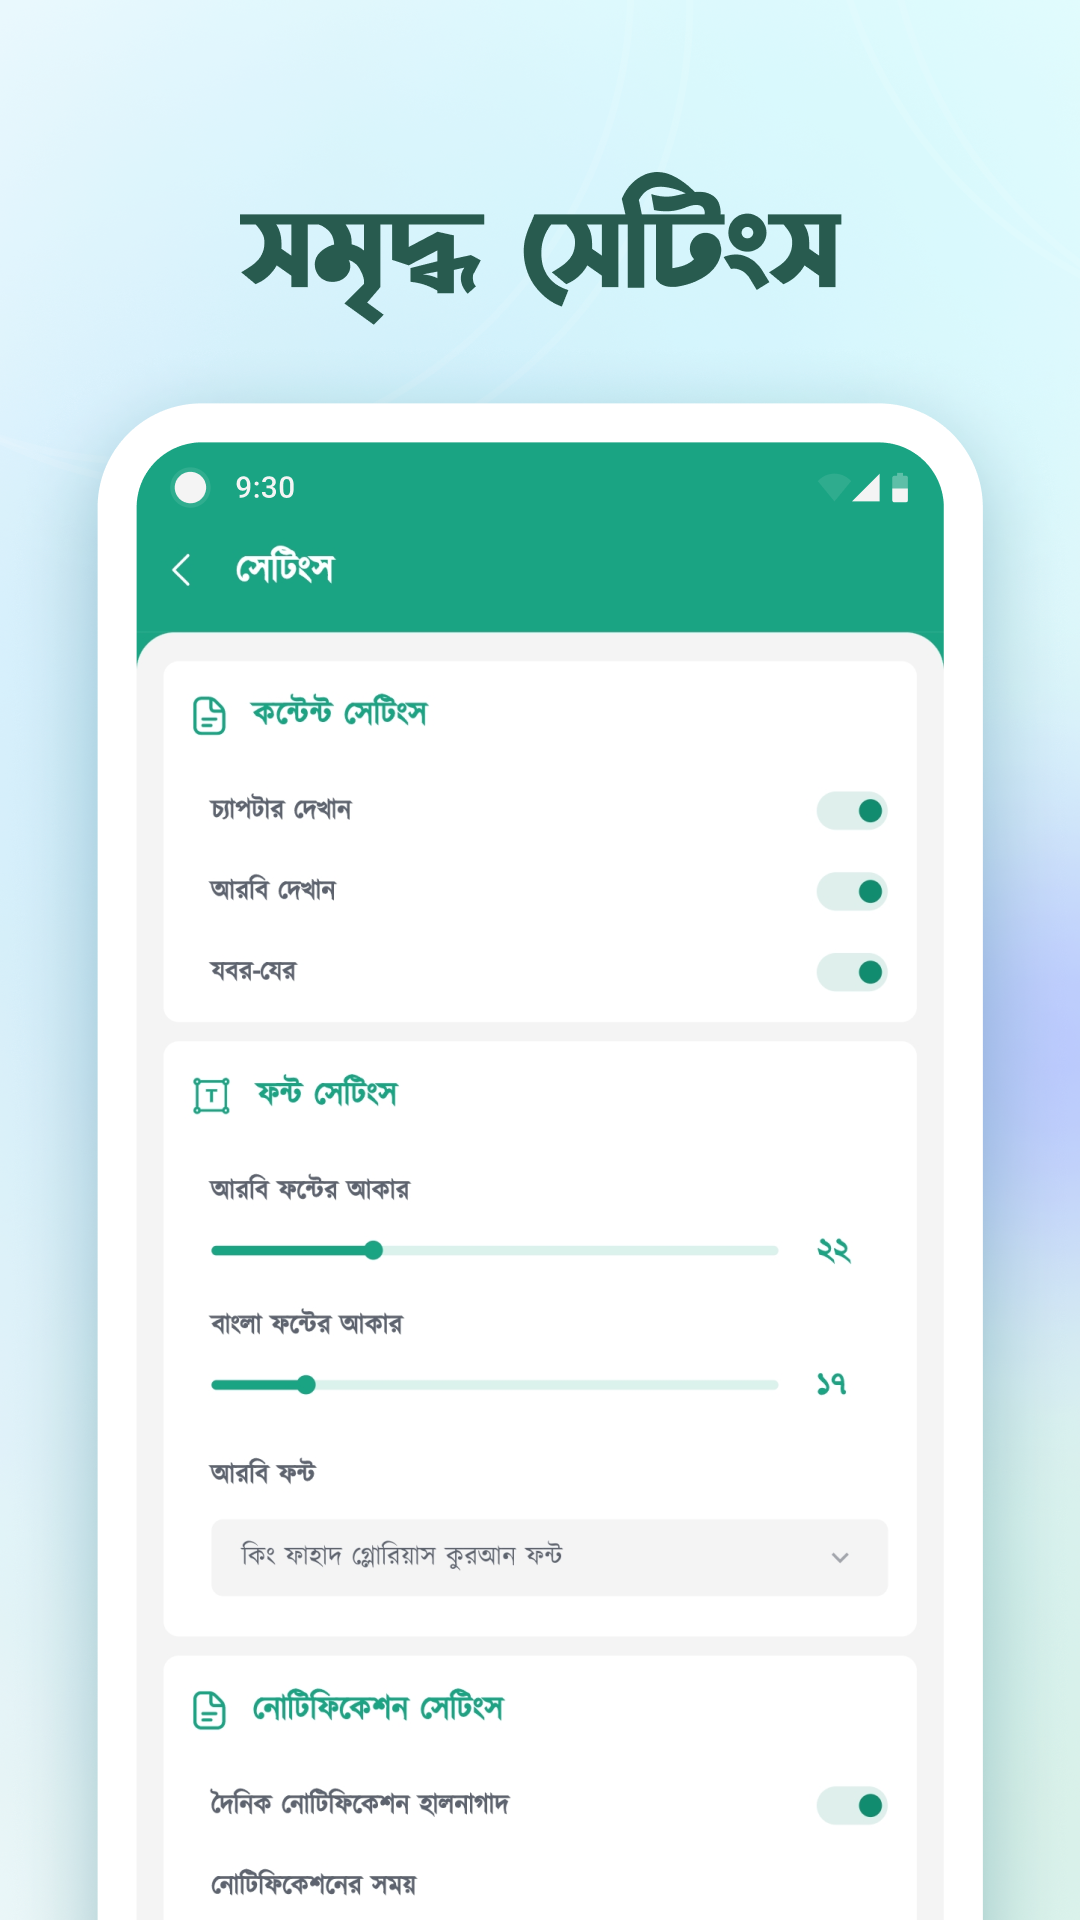 সমৃদ্ধ সেটিংস
9:30
সেটিংস
কন্টেন্ট সেটিংস
চ্যাপটার দেখান
আরবি দেখান
যবর-যের
T
ফন্ট সেটিংস
আরবি ফন্টের আকার
২২
বাংলা ফন্টের আকার
১৭
আরবি ফন্ট
কিং ফাহাদ গ্লোরিয়াস কুরআন ফন্ট
নোটিফিকেশন সেটিংস
দৈনিক নোটিফিকেশন হালনাগাদ
নোটিফিকেশনের সময়